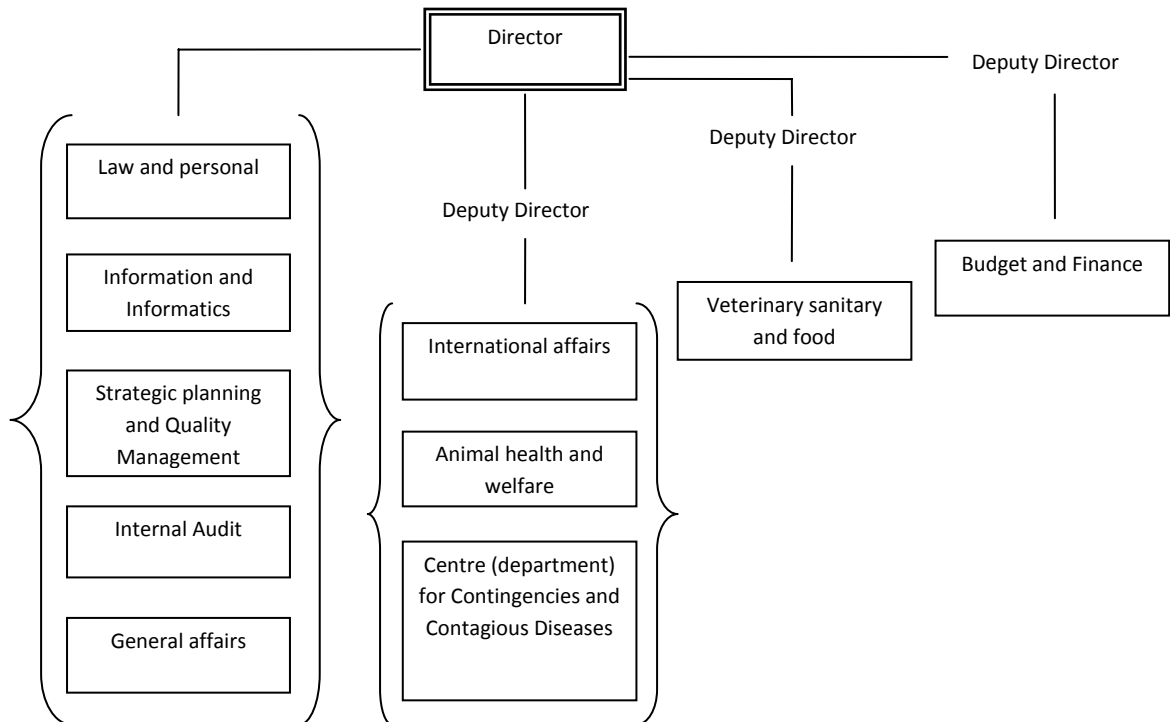 Director
Deputy Director
Deputy Director
Deputy Director
Law and personal
Information and
Informatics
Strategic planning
and Quality
Management
Internal Audit
General affairs
International affairs
Animal health and
welfare
Centre (department)
for Contingencies and
Contagious Diseases
Veterinary sanitary
and food
Budget and Finance